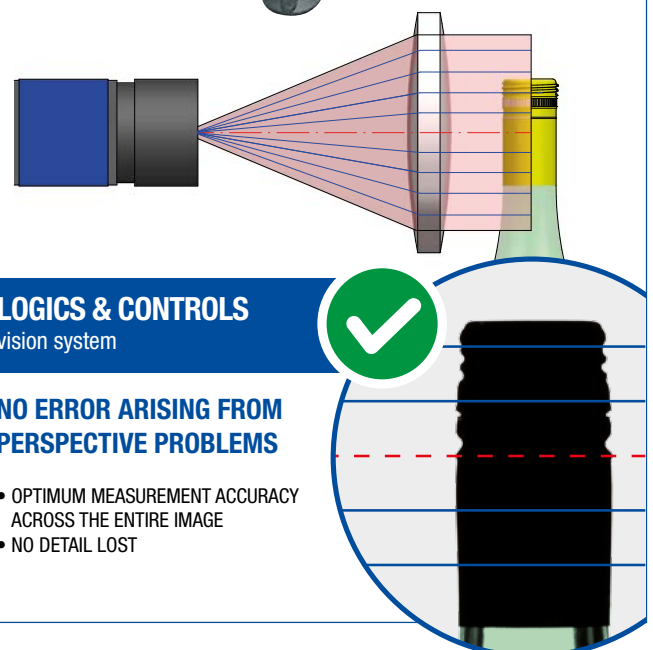 LOGICS & CONTROLS
vision system
NO ERROR ARISING FROM
PERSPECTIVE PROBLEMS
• OPTIMUM MEASUREMENT ACCURACY
ACROSS THE ENTIRE IMAGE
• NO DETAIL LOST